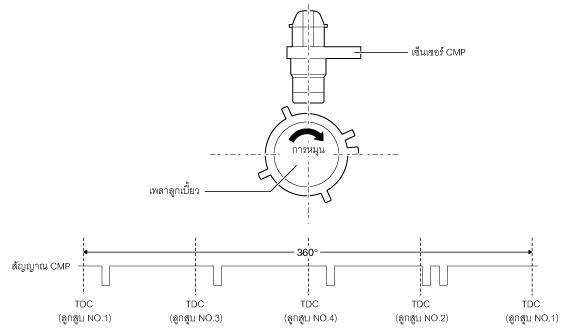 เซ็นเซอร์ CMP
การหมุน
เพลาลูกเบี้ยว
360°
สัญญาณ CMP
TDC TDC TDC TDC TDC
(ลูกสูบ NO.1) (ลูกสูบ NO.3) (ลูกสูบ NO.4) (ลูกสูบ NO.2) (ลูกสูบ NO.1)